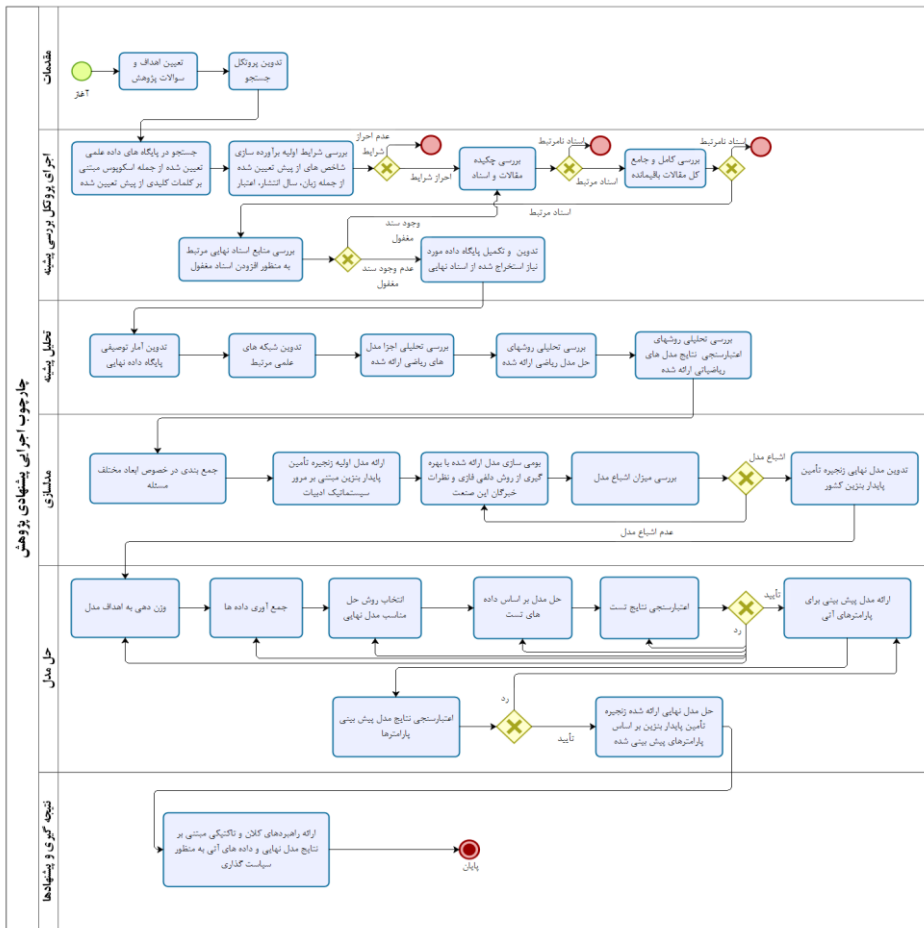 چارچوب اجرایی پیشنهادی پژوهش
مقدمات
آغاز
تعیین اهداف و
سوالات پژوهش
تدوین پروتکل
جستجو
اجرای پروتکل بررسی پیشینه
جستجو در پایگاه های داده علمی
تعیین شده از جمله اسکوپوس مبتنی
بر کلمات کلیدی از پیش تعیین شده
بررسی شرایط اولیه برآورده سازی
شاخص های از پیش تعیین شده
از جمله زبان، سال انتشار، اعتبار
عدم احراز
شرایط
احراز شرایط
بررسی چکیده
مقالات و اسناد
اسناد نامرتبط
اسناد مرتبط
بررسی کامل و جامع
کل مقالات باقیمانده
اسناد نامرتبط
اسناد مرتبط
بررسی منابع اسناد نهایی مرتبط
به منظور افزودن اسناد مغفول
وجود سند
مغفول
عدم وجود سند
مغفول
تدوین و تکمیل پایگاه داده مورد
نیاز استخراج شده از اسناد نهایی
تحلیل پیشینه
تدوین آمار توصیفی
پایگاه داده نهایی
تدوین شبکه های
علمی مرتبط
بررسی تحلیلی اجزا مدل
های ریاضی ارائه شده
بررسی تحلیلی روشهای
حل مدل ریاضی ارائه شده
بررسی تحلیلی روشهای
اعتبارسنجی نتایج مدل های
ریاضیاتی ارائه شده
مدلسازی
جمع بندی در خصوص ابعاد مختلف
مسئله
ارائه مدل اولیه زنجیره تأمین
پایدار بنزین مبتنی بر مرور
سیستماتیک ادبیات
بومی سازی مدل ارائه شده با بهره
گیری از روش دلفی فازی و نظرات
خبرگان این صنعت
بررسی میزان اشباع مدل
اشباع مدل
عدم اشباع مدل
تدوین مدل نهایی زنجیره تأمین
پایدار بنزین کشور
حل مدل
وزن دهی به اهداف مدل
جمع آوری داده ها
انتخاب روش حل
مناسب مدل نهایی
حل مدل بر اساس داده
های تست
اعتبارسنجی نتایج تست
تأیید
رد
ارائه مدل پیش بینی برای
پارامترهای آتی
اعتبارسنجی نتایج مدل پیش بینی
پارامترها
رد
تأیید
حل مدل نهایی ارائه شده زنجیره
تأمین پایدار بنزین بر اساس
پارامترهای پیش بینی شده
نتیجه گیری و پیشنهادها
ارائه راهبردهای کلان و تاکتیکی مبتنی بر
نتایج مدل نهایی و داده های آتی به منظور
سیاست گذاری
پایان